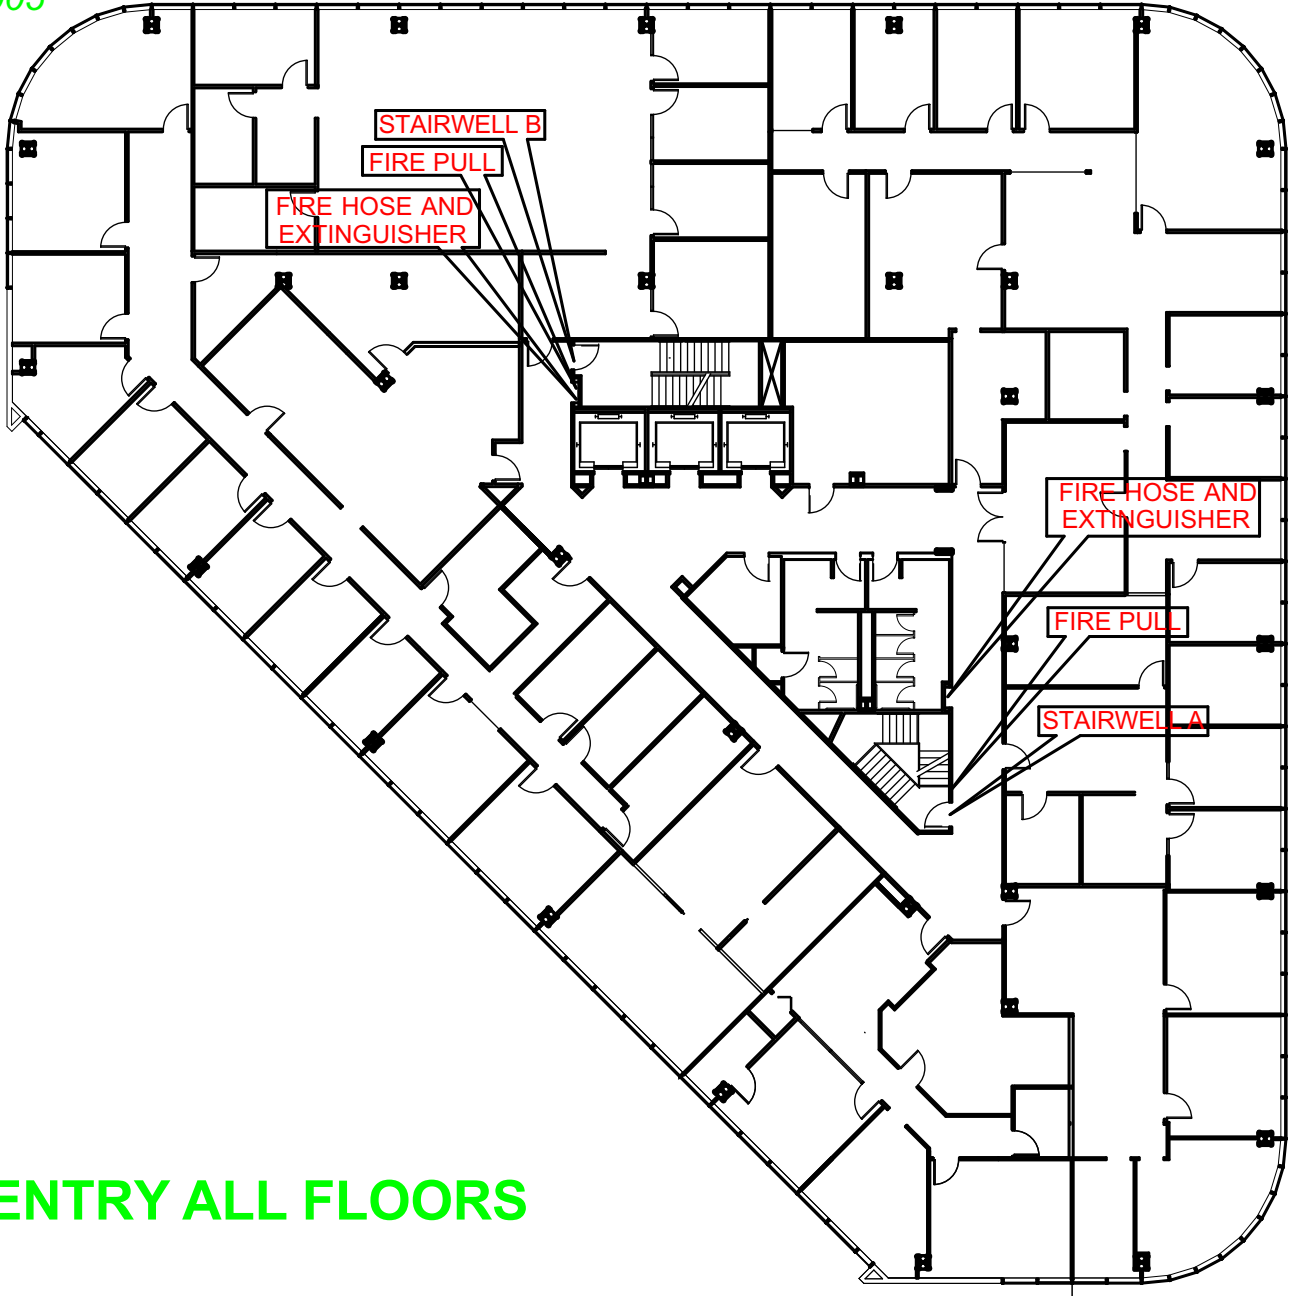 STAIRWELL B
FIRE PULL
FIRE HOSE AND
EXTINGUISHER
FIRE HOSE AND
EXTINGUISHER
FIRE PULL
STAIRWELL A
ENTRY ALL FLOORS